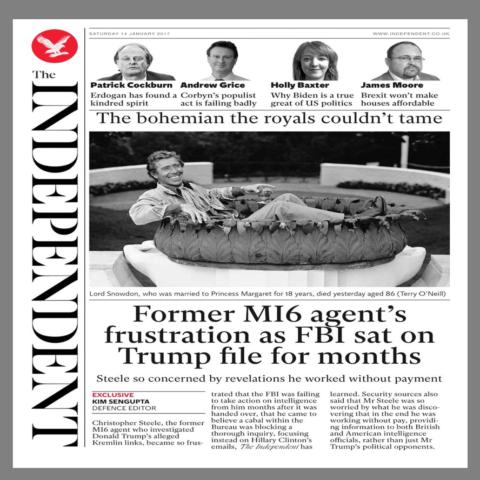 SATURDAY 14 JANUARY 2017
WWW.INDEPENDENT.CO.UK
The
INDEPENDENT
Patrick Cockburn
Erdogan has found a
kindred spirit
Andrew Grice
Corbyn's populist
act is failing badly
Holly Baxter
Why Biden is a true
great of US politics
James Moore
Brexit won't make
houses affordable
The bohemian the royals couldn't tame
Lord Snowdon, who was married to Princess Margaret for 18 years, died yesterday aged 86 (Terry O'Neill)
Former MI6 agent's
frustration as FBI sat on
Trump file for months
Steele so concerned by revelations he worked without payment
EXCLUSIVE
KIM SENGUPTA
DEFENCE EDITOR
Christopher Steele, the former
MI6 agent who investigated
Donald Trump's alleged
Kremlin links, became so frus-
trated that the FBI was failing
to take action on intelligence
from him months after it was
handed over, that he came to
believe a cabal within the
Bureau was blocking a
thorough inquiry, focusing
instead on Hillary Clinton's
emails, The Independent has
learned. Security sources also
said that Mr Steele was so
worried by what he was disco-
vering that in the end he was
working without pay, providi-
ng information to both British
and American intelligence
officials, rather than just Mr
Trump's political opponents.